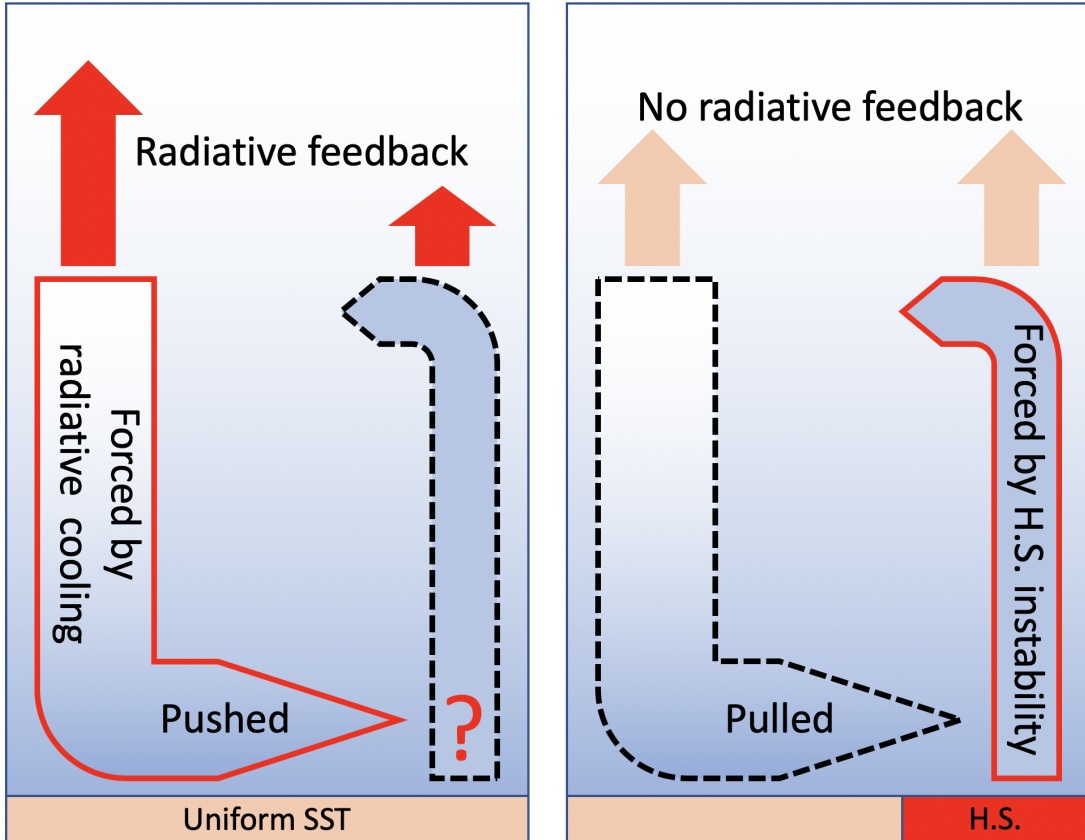 Radiative feedback
Forced by
radiative cooling
Pushed
?
Uniform SST
No radiative feedback
Forced by H.S. instability
Pulled
H.S.